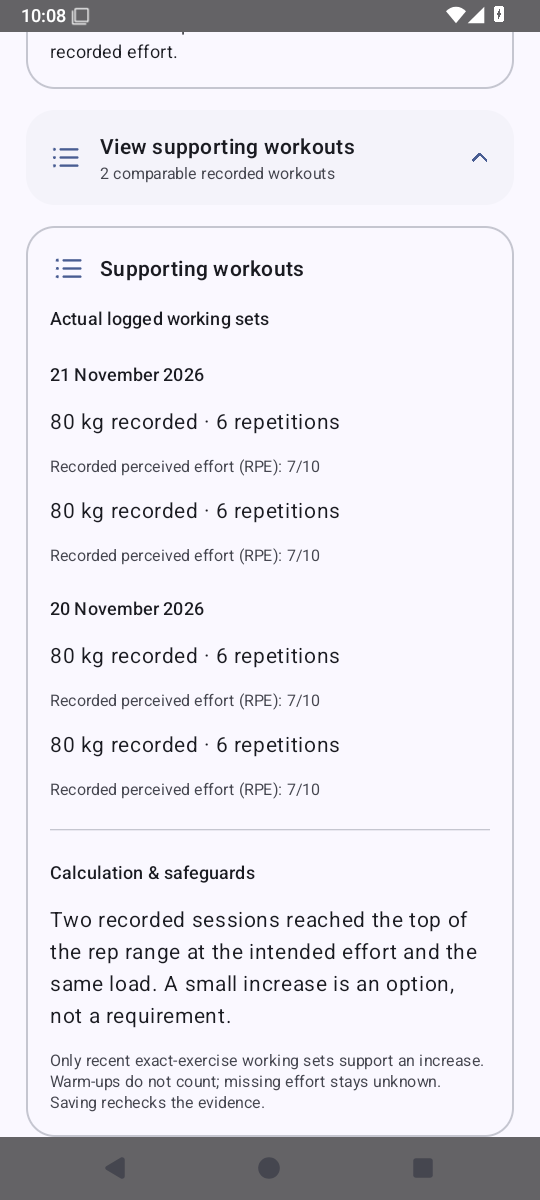 10:08
recorded effort.
View supporting workouts
2 comparable recorded workouts
Supporting workouts
Actual logged working sets
21 November 2026
80 kg recorded · 6 repetitions
Recorded perceived effort (RPE): 7/10
80 kg recorded · 6 repetitions
Recorded perceived effort (RPE): 7/10
20 November 2026
80 kg recorded · 6 repetitions
Recorded perceived effort (RPE): 7/10
80 kg recorded · 6 repetitions
Recorded perceived effort (RPE): 7/10
Calculation & safeguards
Two recorded sessions reached the top of
the rep range at the intended effort and the
same load. A small increase is an option,
not a requirement.
Only recent exact-exercise working sets support an increase.
Warm-ups do not count; missing effort stays unknown.
Saving rechecks the evidence.